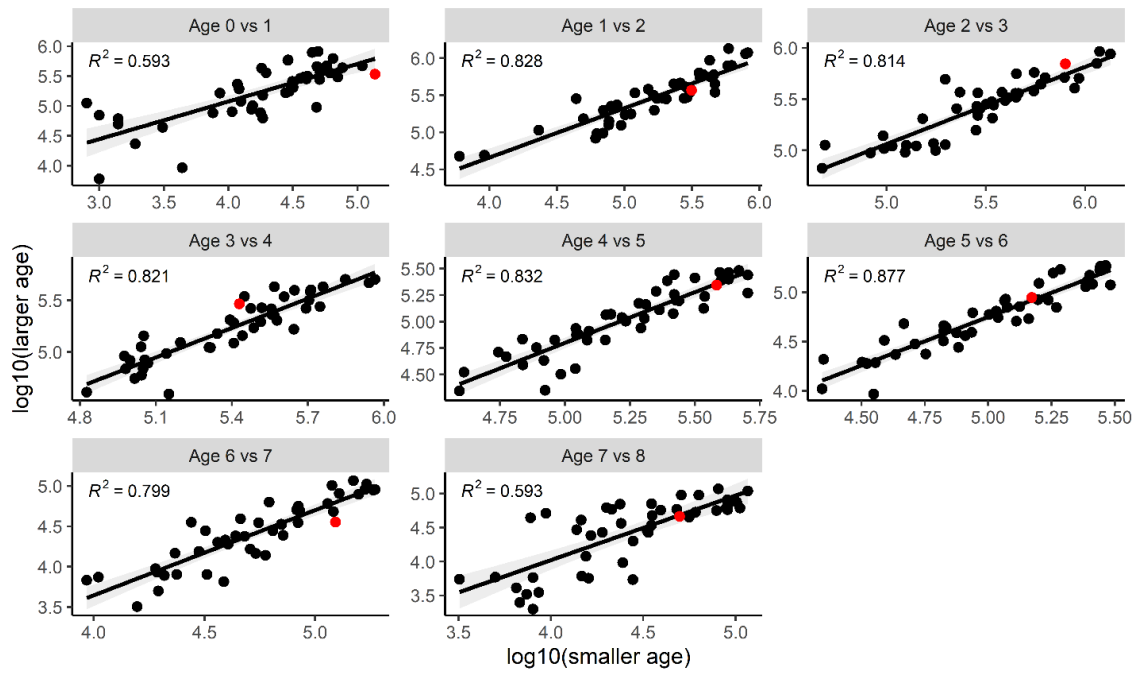 Age 0 vs 1
Age 1 vs 2
Age 2 vs 3
R² = 0.593
R² = 0.828
R² = 0.814
6.0
5.5
5.0
4.5
4.0
6.0
5.5
5.0
4.5
6.0
5.5
5.0
3.0 3.5 4.0 4.5 5.0
4.0 4.5 5.0 5.5 6.0
5.0 5.5 6.0
Age 3 vs 4
Age 4 vs 5
Age 5 vs 6
R² = 0.821
R² = 0.832
R² = 0.877
5.5
5.0
5.50
5.25
5.00
4.75
4.50
5.0
4.5
4.0
4.8 5.1 5.4 5.7 6.0
4.75 5.00 5.25 5.50 5.75
4.50 4.75 5.00 5.25 5.50
Age 6 vs 7
Age 7 vs 8
R² = 0.799
R² = 0.593
5.0
4.5
4.0
3.5
5.0
4.5
4.0
3.5
4.0 4.5 5.0
3.5 4.0 4.5 5.0
log10(larger age)
log10(smaller age)